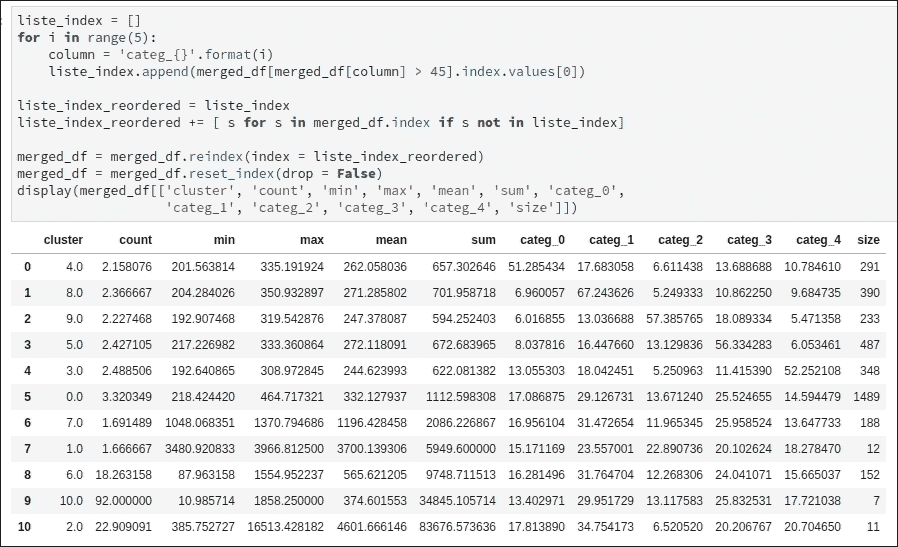 liste_index = []
for i in range(5):
    column = 'categ_{}'.format(i)
    liste_index.append(merged_df[merged_df[column] > 45].index.values[0])
liste_index_reordered = liste_index
liste_index_reordered += [ s for s in merged_df.index if s not in liste_index]
merged_df = merged_df.reindex(index = liste_index_reordered)
merged_df = merged_df.reset_index(drop = False)
display(merged_df[['cluster', 'count', 'min', 'max', 'mean', 'sum', 'categ_0',
                   'categ_1', 'categ_2', 'categ_3', 'categ_4', 'size']])
cluster count min max mean sum categ_0 categ_1 categ_2 categ_3 categ_4 size
0 4.0 2.158076 201.563814 335.191924 262.058036 657.302646 51.285434 17.683058 6.611438 13.688688 10.784610 291
1 8.0 2.366667 204.284026 350.932897 271.285802 701.958718 6.960057 67.243626 5.249333 10.862250 9.684735 390
2 9.0 2.227468 192.907468 319.542876 247.378087 594.252403 6.016855 13.036688 57.385765 18.089334 5.471358 233
3 5.0 2.427105 217.226982 333.360864 272.118091 672.683965 8.037816 16.447660 13.129836 56.334283 6.053461 487
4 3.0 2.488506 192.640865 308.972845 244.623993 622.081382 13.055303 18.042451 5.250963 11.415390 52.252108 348
5 0.0 3.320349 218.424420 464.717321 332.127937 1112.598308 17.086875 29.126731 13.671240 25.524655 14.594479 1489
6 7.0 1.691489 1048.068351 1370.794686 1196.428458 2086.226867 16.956104 31.472654 11.965345 25.958524 13.647733 188
7 1.0 1.666667 3480.920833 3966.812500 3700.139306 5949.600000 15.171169 23.557001 22.890736 20.102624 18.278470 12
8 6.0 18.263158 87.963158 1554.952237 565.621205 9748.711513 16.281496 31.764704 12.268306 24.041071 15.665037 152
9 10.0 92.000000 10.985714 1858.250000 374.601553 34845.105714 13.402971 29.951729 13.117583 25.832531 17.721038 7
10 2.0 22.909091 385.752727 16513.428182 4601.666146 83676.573636 17.813890 34.754173 6.520520 20.206767 20.704650 11